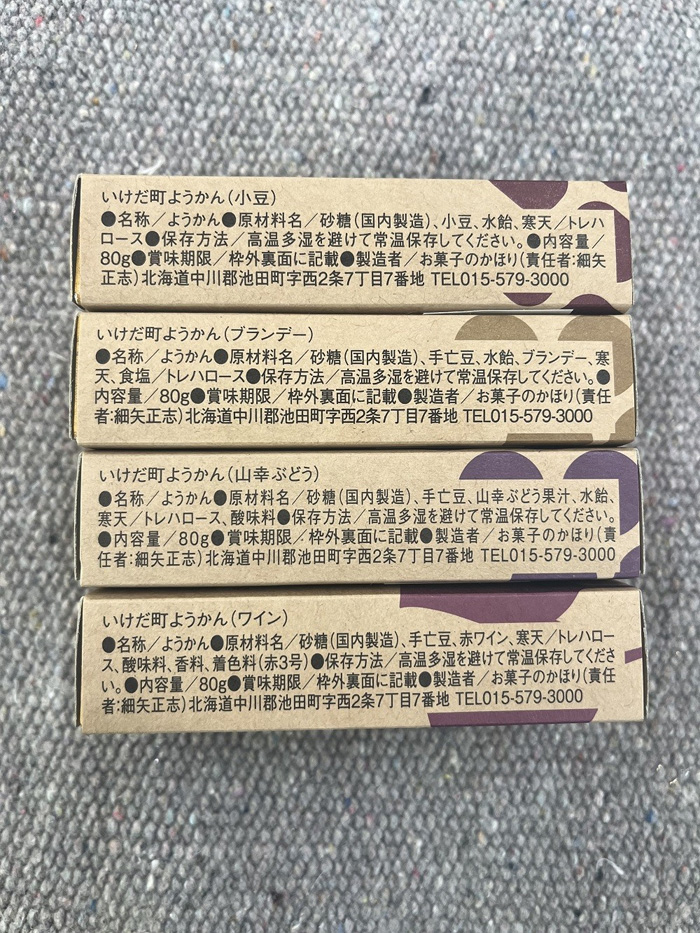 いけだ町ようかん（小豆）
●名称／ようかん●原材料名／砂糖（国内製造）、小豆、水飴、寒天／トレハ
ロース●保存方法／高温多湿を避けて常温保存してください。●内容量／
80g●賞味期限／枠外裏面に記載●製造者／お菓子のかほり（責任者：細矢
正志）北海道中川郡池田町字西2条7丁目7番地 TEL015-579-3000
いけだ町ようかん（ブランデー）
●名称／ようかん●原材料名／砂糖（国内製造）、手亡豆、水飴、ブランデー、寒
天、食塩／トレハロース●保存方法／高温多湿を避けて常温保存してください。●
内容量／80g●賞味期限／枠外裏面に記載●製造者／お菓子のかほり（責任
者：細矢正志）北海道中川郡池田町字西2条7丁目7番地 TEL015-579-3000
いけだ町ようかん（山幸ぶどう）
●名称／ようかん●原材料名／砂糖（国内製造）、手亡豆、山幸ぶどう果汁、水飴、
寒天／トレハロース、酸味料●保存方法／高温多湿を避けて常温保存してください。
●内容量／80g●賞味期限／枠外裏面に記載●製造者／お菓子のかほり（責
任者：細矢正志）北海道中川郡池田町字西2条7丁目7番地 TEL015-579-3000
いけだ町ようかん（ワイン）
●名称／ようかん●原材料名／砂糖（国内製造）、手亡豆、赤ワイン、寒天／トレハロー
ス、酸味料、香料、着色料（赤3号）●保存方法／高温多湿を避けて常温保存してくださ
い。●内容量／80g●賞味期限／枠外裏面に記載●製造者／お菓子のかほり（責任
者：細矢正志）北海道中川郡池田町字西2条7丁目7番地 TEL015-579-3000